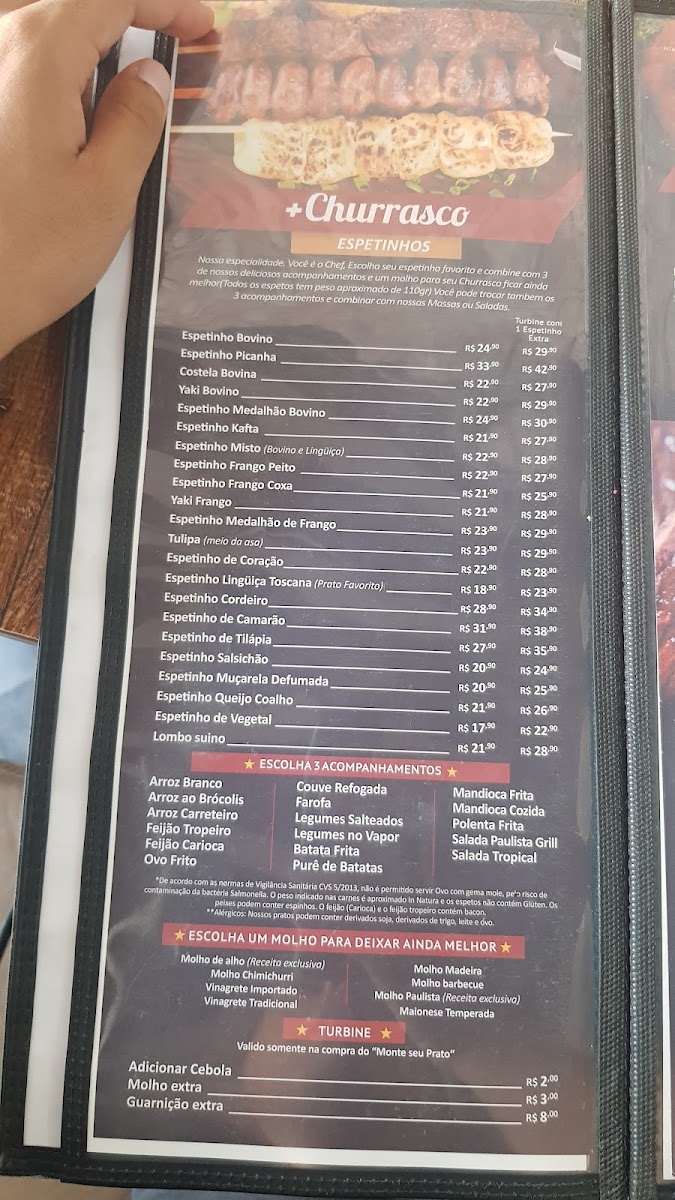 +Churrasco
ESPETINHOS
Nossa especialidade. Você é o Chef, Escolha seu espetinho favorito e combine com 3
de nossos deliciosos acompanhamentos e um molho para seu Churrasco ficar ainda
melhor(Todos os espetos tem peso aproximado de 110gr) Você pode trocar tambem os
3 acompanhamentos e combinar com nossas Massas ou Saladas.
Turbine com
1 Espetinho
Extra
Espetinho Bovino R$ 24,90 R$ 29,90
Espetinho Picanha R$ 33,90 R$ 42,90
Costela Bovina R$ 22,90 R$ 27,90
Yaki Bovino R$ 22,90 R$ 29,90
Espetinho Medalhão Bovino R$ 24,90 R$ 30,90
Espetinho Kafta R$ 21,90 R$ 27,90
Espetinho Misto (Bovino e Lingüiça) R$ 22,90 R$ 28,90
Espetinho Frango Peito R$ 22,90 R$ 27,90
Espetinho Frango Coxa R$ 21,90 R$ 25,90
Yaki Frango R$ 21,90 R$ 28,90
Espetinho Medalhão de Frango R$ 23,90 R$ 29,90
Tulipa (meio da asa) R$ 23,90 R$ 29,90
Espetinho de Coração R$ 22,90 R$ 28,90
Espetinho Lingüiça Toscana (Prato Favorito) R$ 18,90 R$ 23,90
Espetinho Cordeiro R$ 28,90 R$ 34,90
Espetinho de Camarão R$ 31,90 R$ 38,90
Espetinho de Tilápia R$ 27,90 R$ 35,90
Espetinho Salsichão R$ 20,90 R$ 24,90
Espetinho Muçarela Defumada R$ 20,90 R$ 25,90
Espetinho Queijo Coalho R$ 21,90 R$ 26,90
Espetinho de Vegetal R$ 17,90 R$ 22,90
Lombo suino R$ 21,90 R$ 28,90
ESCOLHA 3 ACOMPANHAMENTOS
Arroz Branco
Arroz ao Brócolis
Arroz Carreteiro
Feijão Tropeiro
Feijão Carioca
Ovo Frito
Couve Refogada
Farofa
Legumes Salteados
Legumes no Vapor
Batata Frita
Purê de Batatas
Mandioca Frita
Mandioca Cozida
Polenta Frita
Salada Paulista Grill
Salada Tropical
*De acordo com as normas de Vigilância Sanitária CVS 5/2013, não é permitido servir Ovo com gema mole, pelo risco de
contaminação da bactéria Salmonella. O peso indicado nas carnes é aproximado In Natura e os espetos não contém Glúten. Os
peixes podem conter espinhos. O feijão (Carioca) e o feijão tropeiro contém bacon.
**Alérgicos: Nossos pratos podem conter derivados soja, derivados de trigo, leite e ovo.
ESCOLHA UM MOLHO PARA DEIXAR AINDA MELHOR
Molho de alho (Receita exclusiva)
Molho Chimichurri
Vinagrete Importado
Vinagrete Tradicional
Molho Madeira
Molho barbecue
Molho Paulista (Receita exclusiva)
Maionese Temperada
TURBINE
Valido somente na compra do "Monte seu Prato"
Adicionar Cebola R$ 2,00
Molho extra R$ 3,00
Guarnição extra R$ 8,00